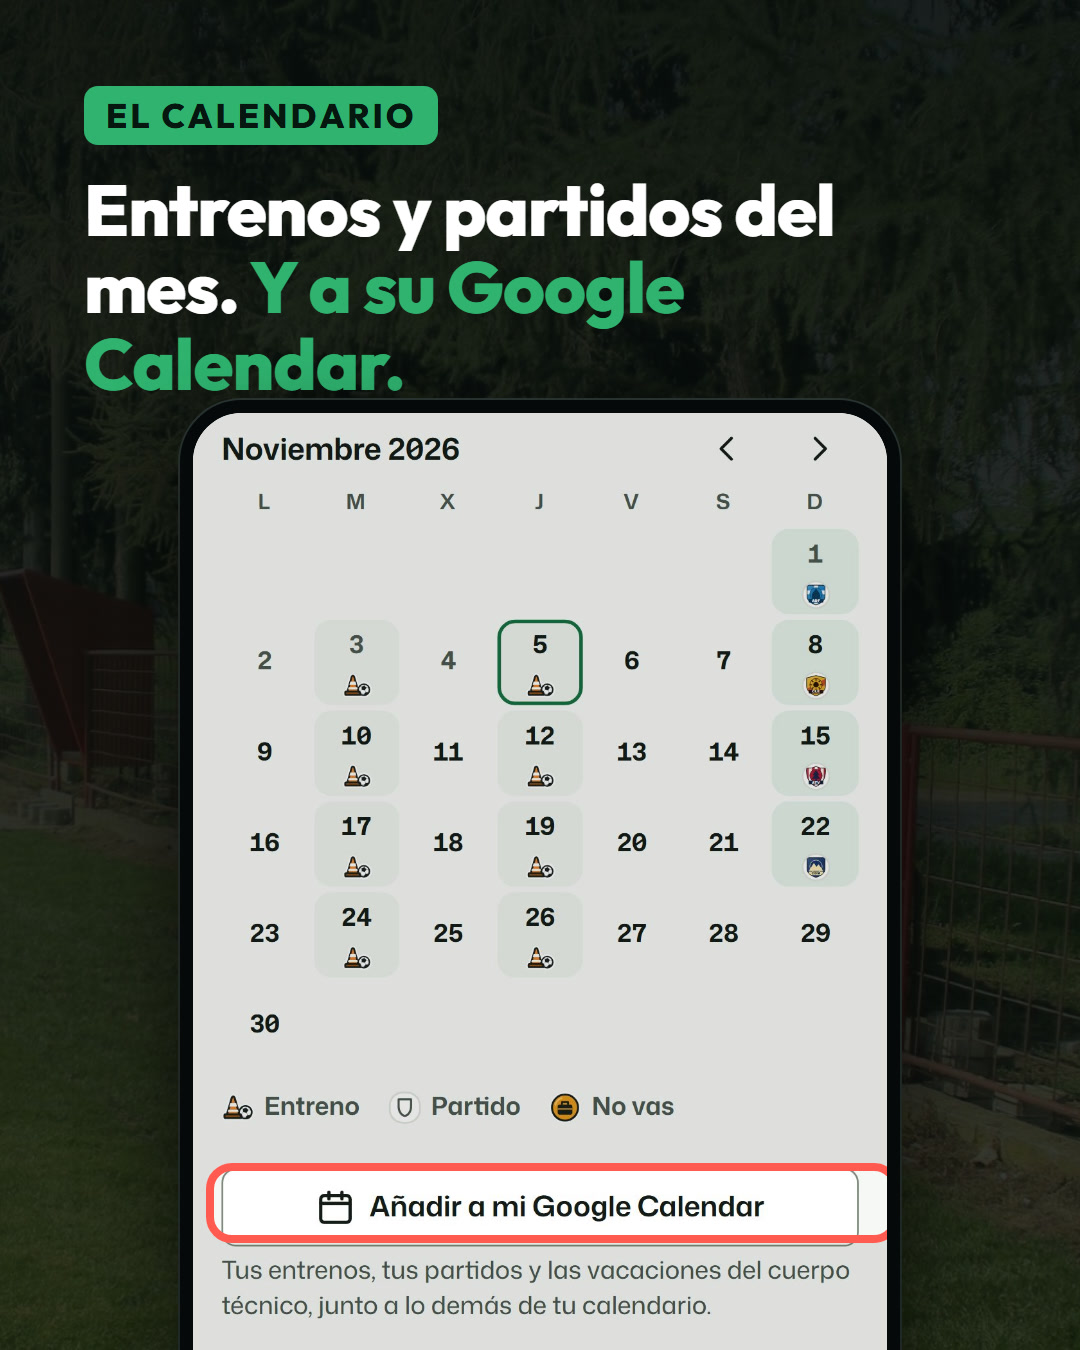 EL CALENDARIO
Entrenos y partidos del
mes. Y a su Google
Calendar.
Noviembre 2026
L M X J V S D
1
2 3 4 5 6 7 8
9 10 11 12 13 14 15
16 17 18 19 20 21 22
23 24 25 26 27 28 29
30
Entreno Partido No vas
Añadir a mi Google Calendar
Tus entrenos, tus partidos y las vacaciones del cuerpo
técnico, junto a lo demás de tu calendario.